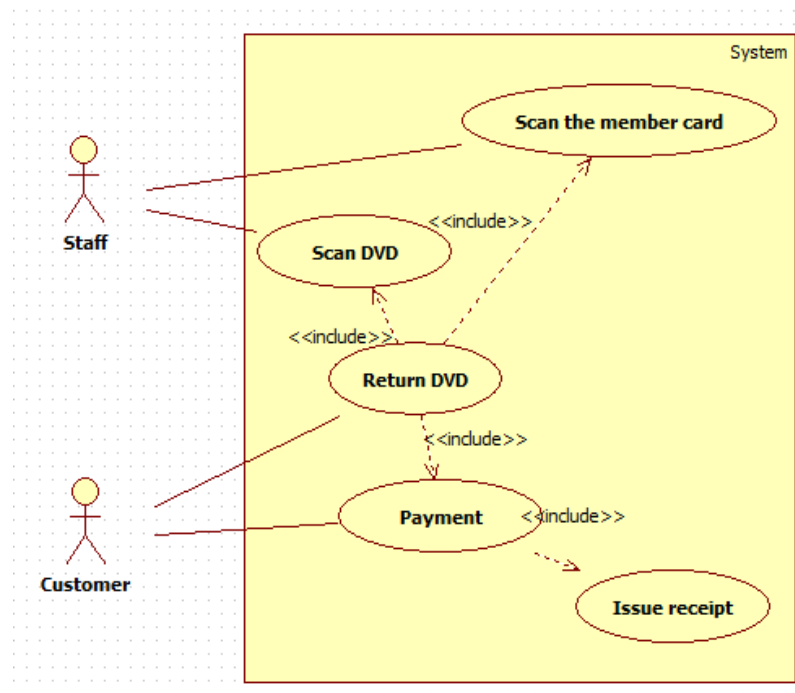 System
Scan the member card
<<include>>
Staff
Scan DVD
<<include>>
Return DVD
<<include>>
Payment
<<include>>
Customer
Issue receipt